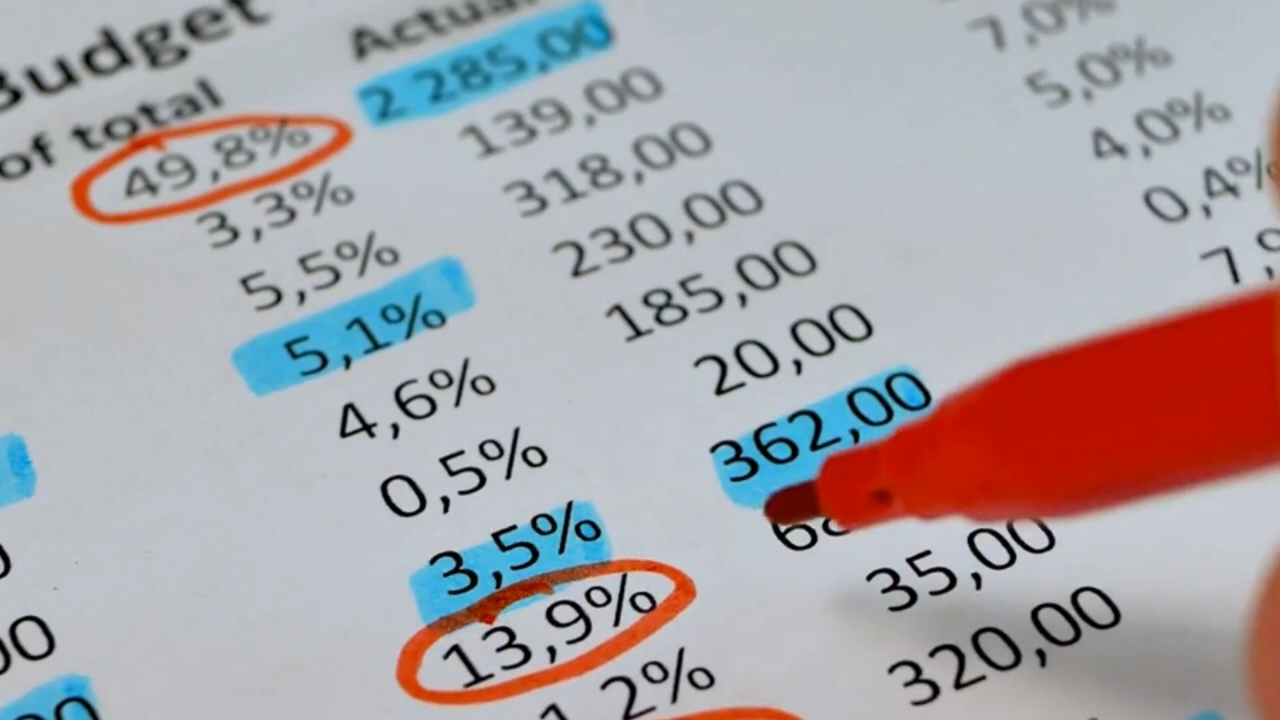 Budget Actual
of total 2 285,00 7,0%
49,8% 139,00 5,0%
3,3% 318,00 4,0%
5,5% 230,00 0,4%
5,1% 185,00
4,6% 20,00
0,5% 362,00
3,5%
13,9% 35,00
320,00